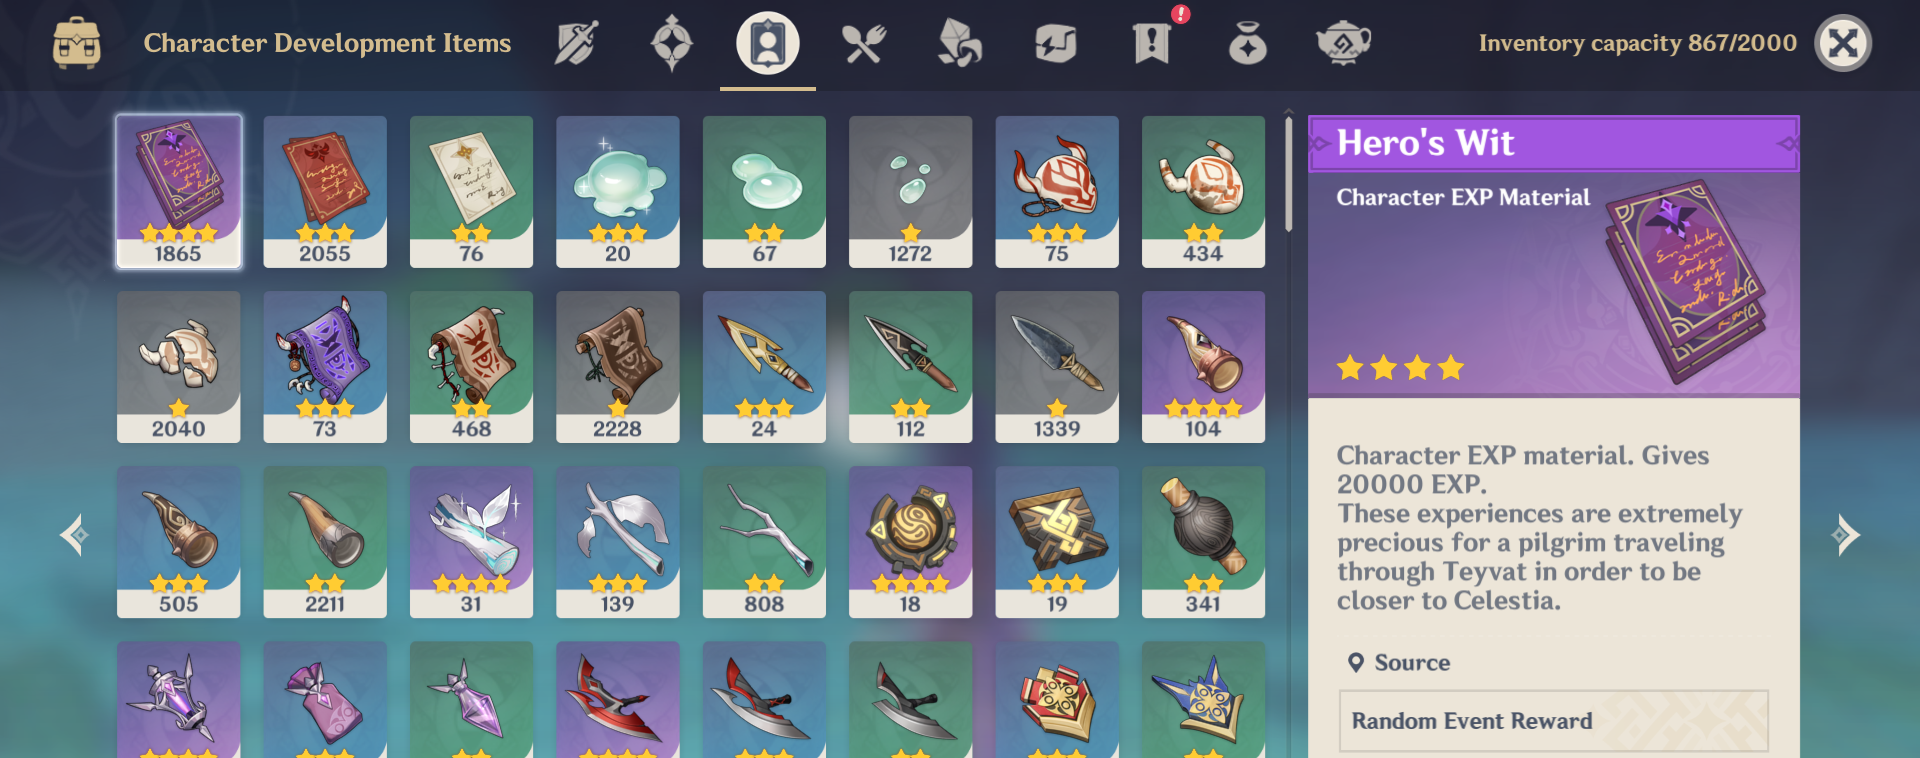 Character Development Items
Inventory capacity 867/2000
1865
2055
76
20
67
1272
75
434
2040
73
468
2228
24
112
1339
104
505
2211
31
139
808
18
19
341
Hero's Wit
Character EXP Material
Character EXP material. Gives
20000 EXP.
These experiences are extremely
precious for a pilgrim traveling
through Teyvat in order to be
closer to Celestia.
Source
Random Event Reward